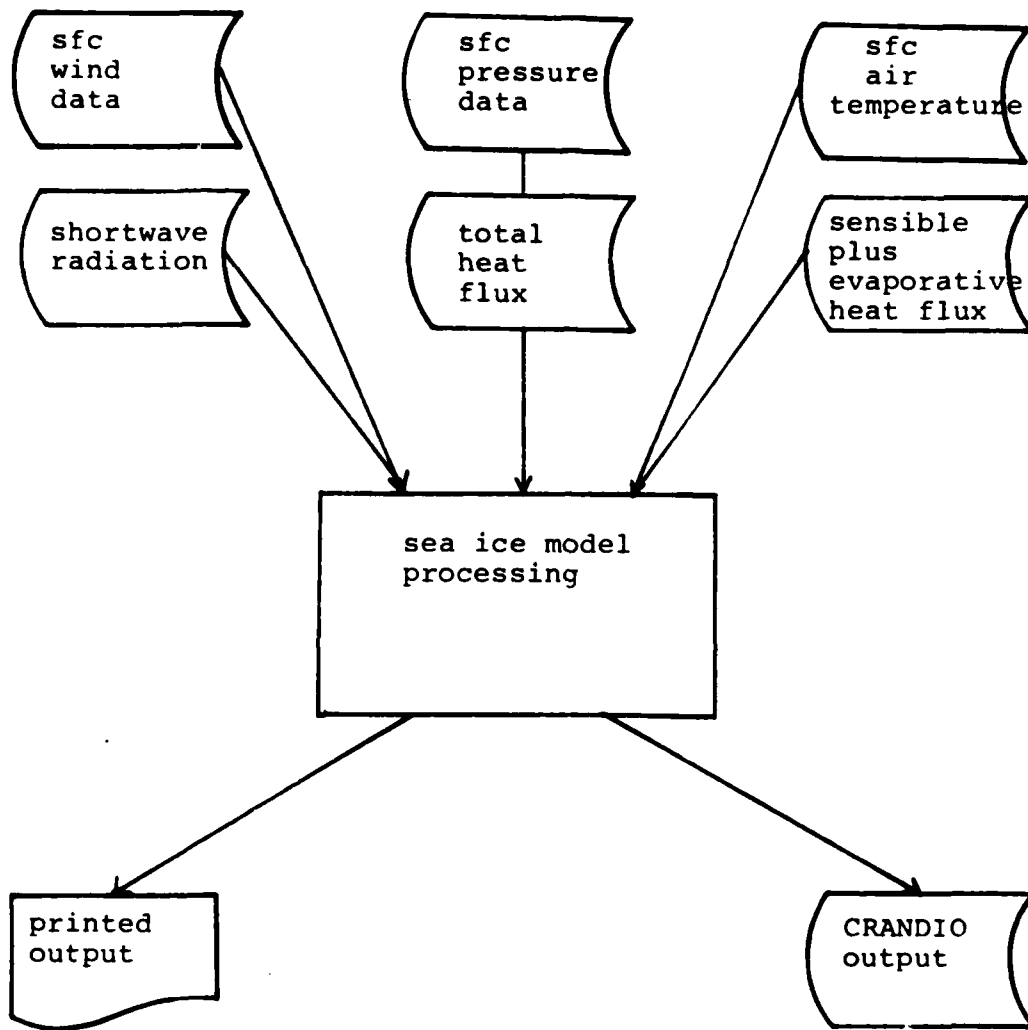 sfc
wind
data
sfc
pressure
data
sfc
air
temperature
shortwave
radiation
total
heat
flux
sensible
plus
evaporative
heat flux
sea ice model
processing
printed
output
CRANDIO
output